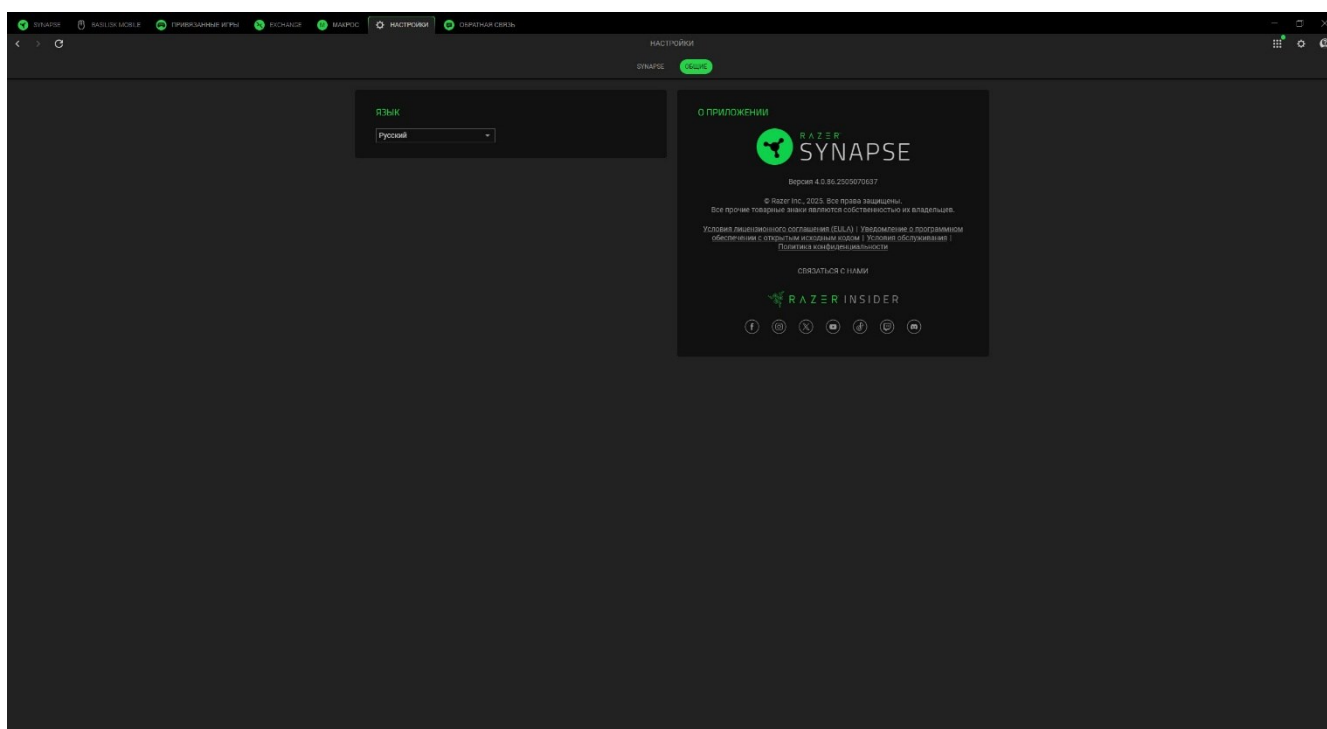 SYNAPSE BASILISK MOBILE ПРИВЯЗАННЫЕ ИГРЫ EXCHANGE МАКРОС НАСТРОЙКИ ОБРАТНАЯ СВЯЗЬ
НАСТРОЙКИ
SYNAPSE ОБЩИЕ
ЯЗЫК
Русский
О ПРИЛОЖЕНИИ
RAZER
SYNAPSE
Версия 4.0.86.2505070637
© Razer Inc., 2025. Все права защищены.
Все прочие товарные знаки являются собственностью их владельцев.
Условия лицензионного соглашения (EULA) | Уведомление о программном
обеспечении с открытым исходным кодом | Условия обслуживания |
Политика конфиденциальности
СВЯЗАТЬСЯ С НАМИ
RAZER INSIDER